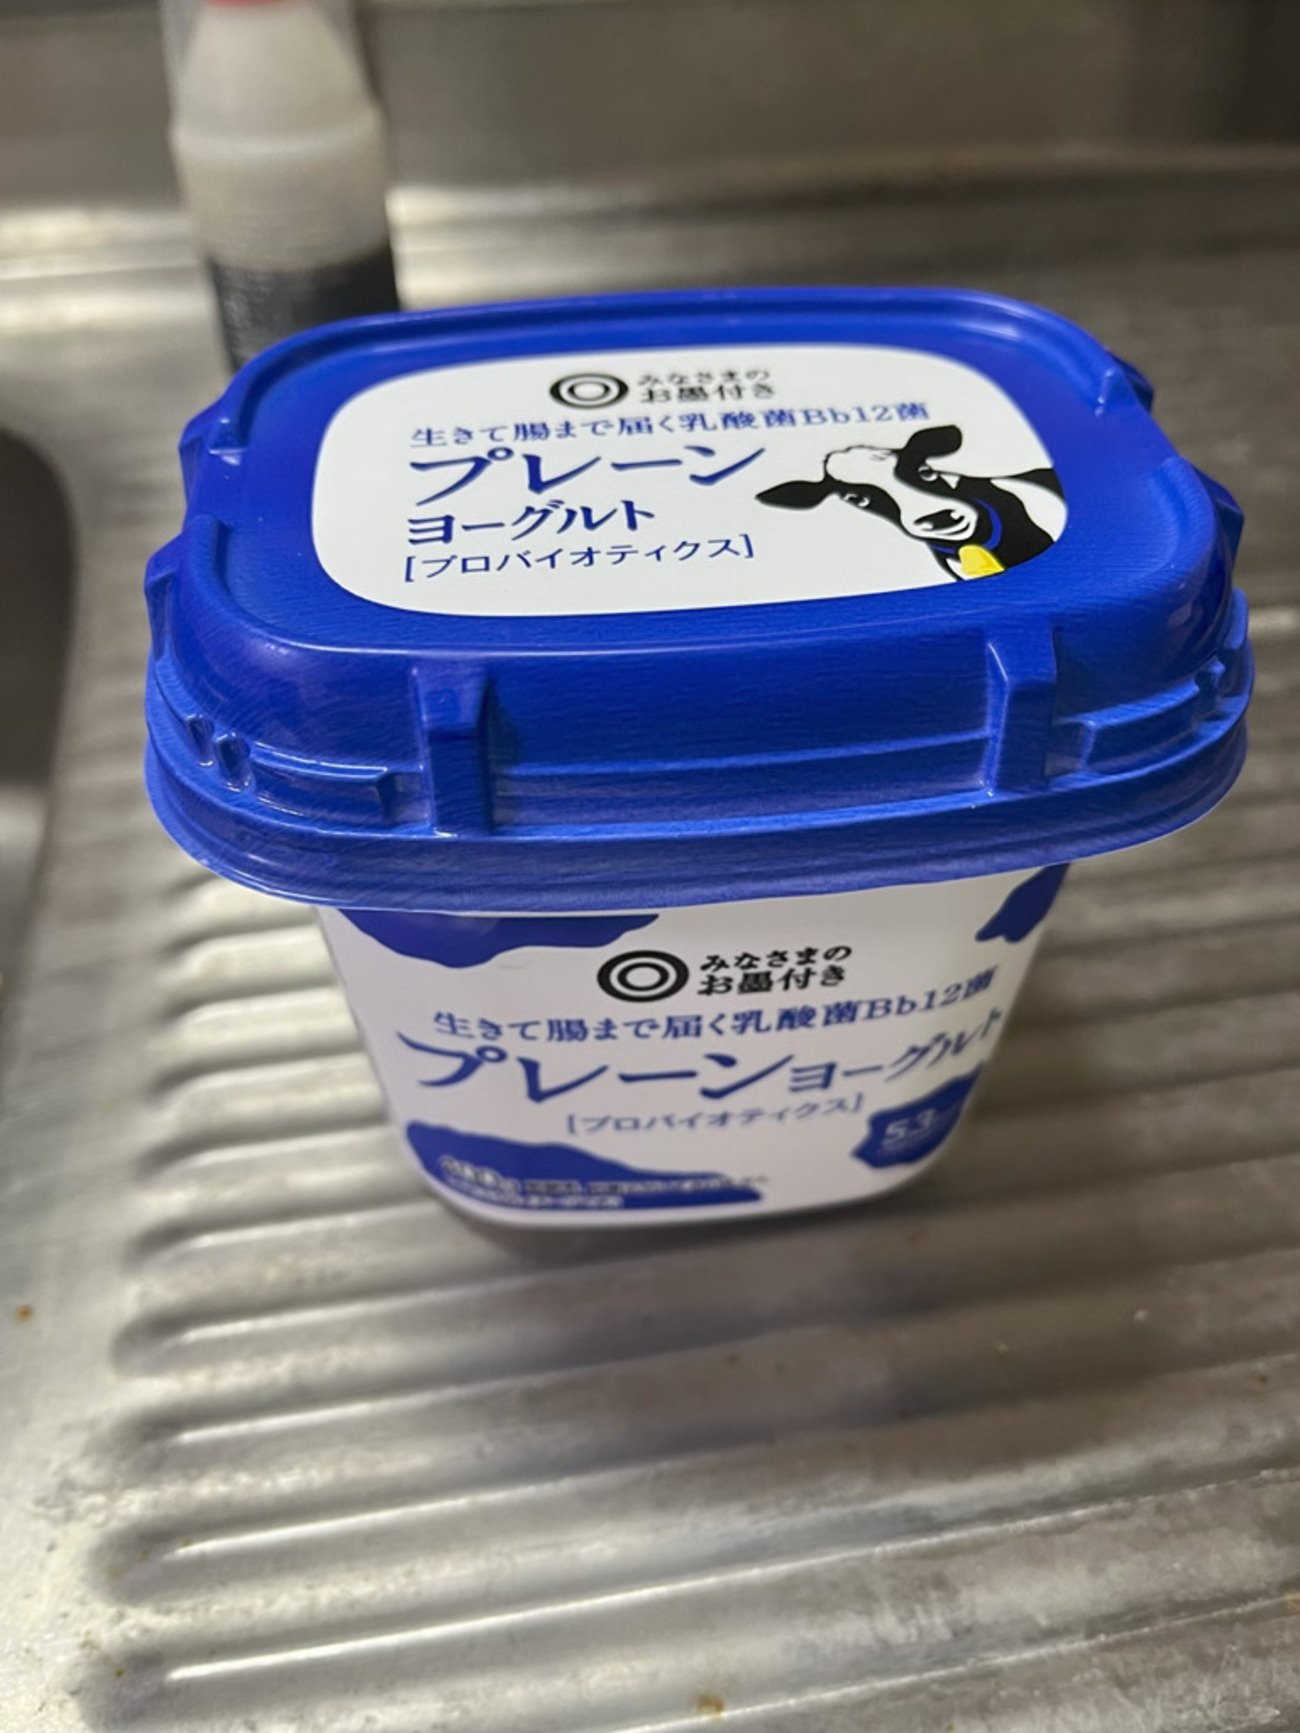 みなさまの
お墨付き
生きて腸まで届く乳酸菌Bb12菌
プレーン
ヨーグルト
[プロバイオティクス]
みなさまの
お墨付き
生きて腸まで届く乳酸菌Bb12菌
プレーンヨーグルト
[プロバイオティクス]
53
400g